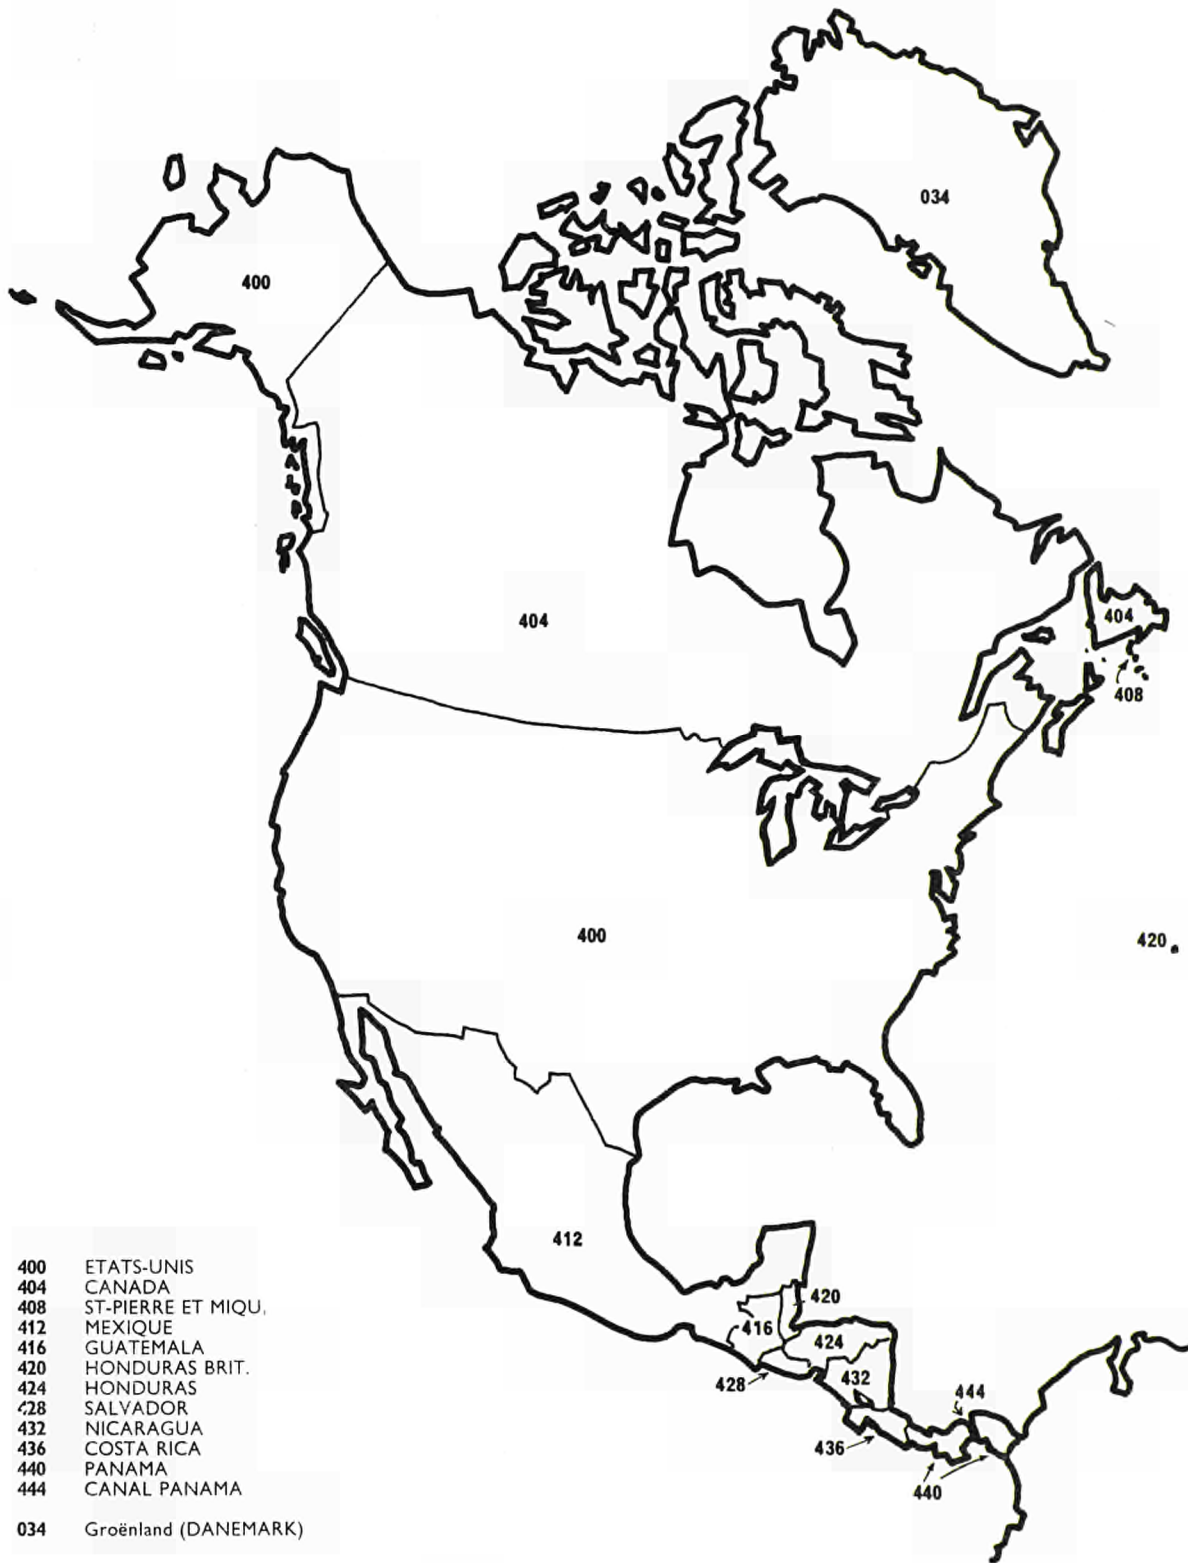 034
400
404
404
408
400
420
412
420
416
424
428
432
444
436
440
400 ETATS-UNIS
404 CANADA
408 ST-PIERRE ET MIQU.
412 MEXIQUE
416 GUATEMALA
420 HONDURAS BRIT.
424 HONDURAS
428 SALVADOR
432 NICARAGUA
436 COSTA RICA
440 PANAMA
444 CANAL PANAMA
034 Groënland (DANEMARK)